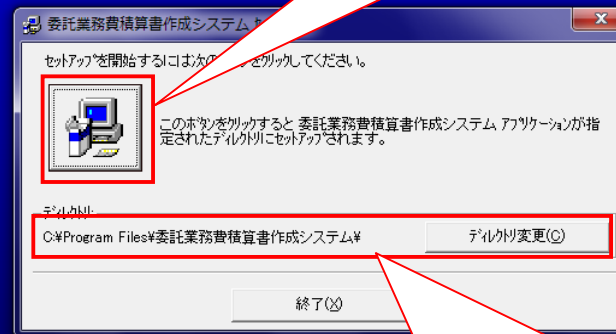 委託業務費積算書作成システム
セットアップを開始するには次の をクリックしてください。
このボタンをクリックすると 委託業務費積算書作成システム アプリケーションが指
定されたディレクトリにセットアップされます。
ディレクトリ:
C:¥Program Files¥委託業務費積算書作成システム¥
ディレクトリ変更(C)
終了(X)